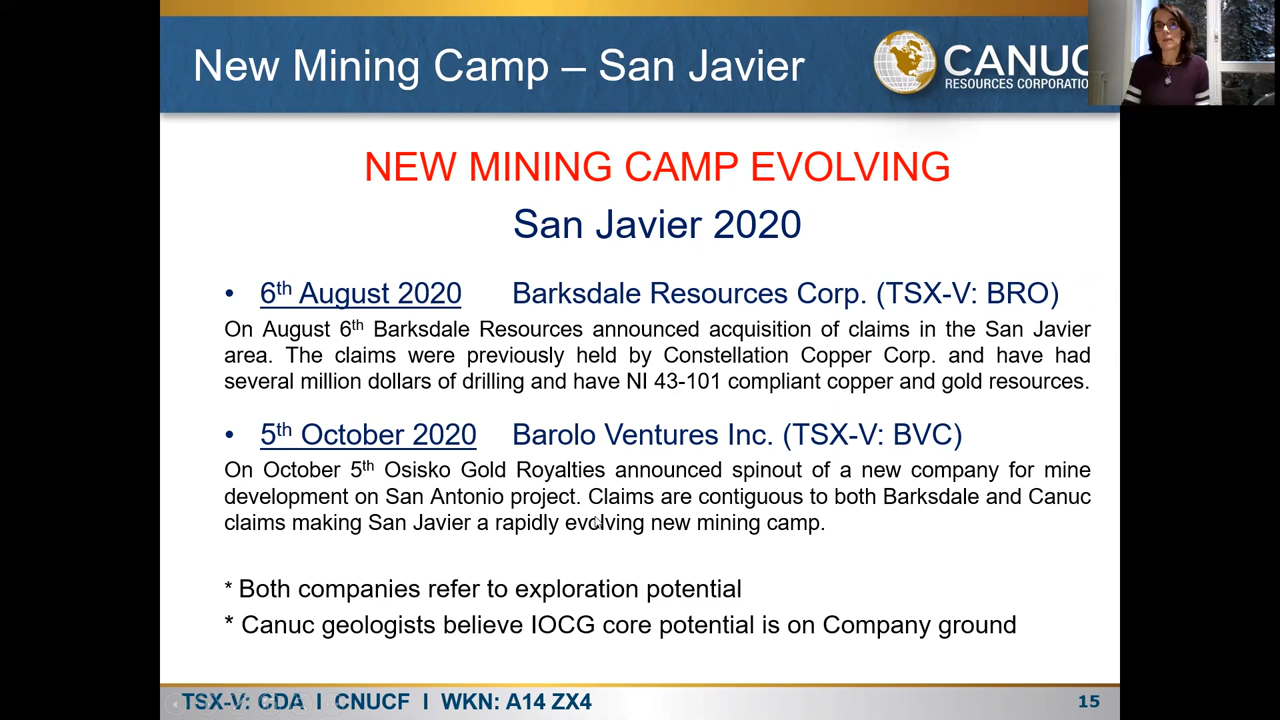 New Mining Camp – San Javier
CANUC
RESOURCES CORPORATIO
NEW MINING CAMP EVOLVING
San Javier 2020
• 6th August 2020 Barksdale Resources Corp. (TSX-V: BRO)
On August 6th Barksdale Resources announced acquisition of claims in the San Javier
area. The claims were previously held by Constellation Copper Corp. and have had
several million dollars of drilling and have NI 43-101 compliant copper and gold resources.
• 5th October 2020 Barolo Ventures Inc. (TSX-V: BVC)
On October 5th Osisko Gold Royalties announced spinout of a new company for mine
development on San Antonio project. Claims are contiguous to both Barksdale and Canuc
claims making San Javier a rapidly evolving new mining camp.
* Both companies refer to exploration potential
* Canuc geologists believe IOCG core potential is on Company ground
TSX-V: CDA I CNUCF I WKN: A14 ZX4
15